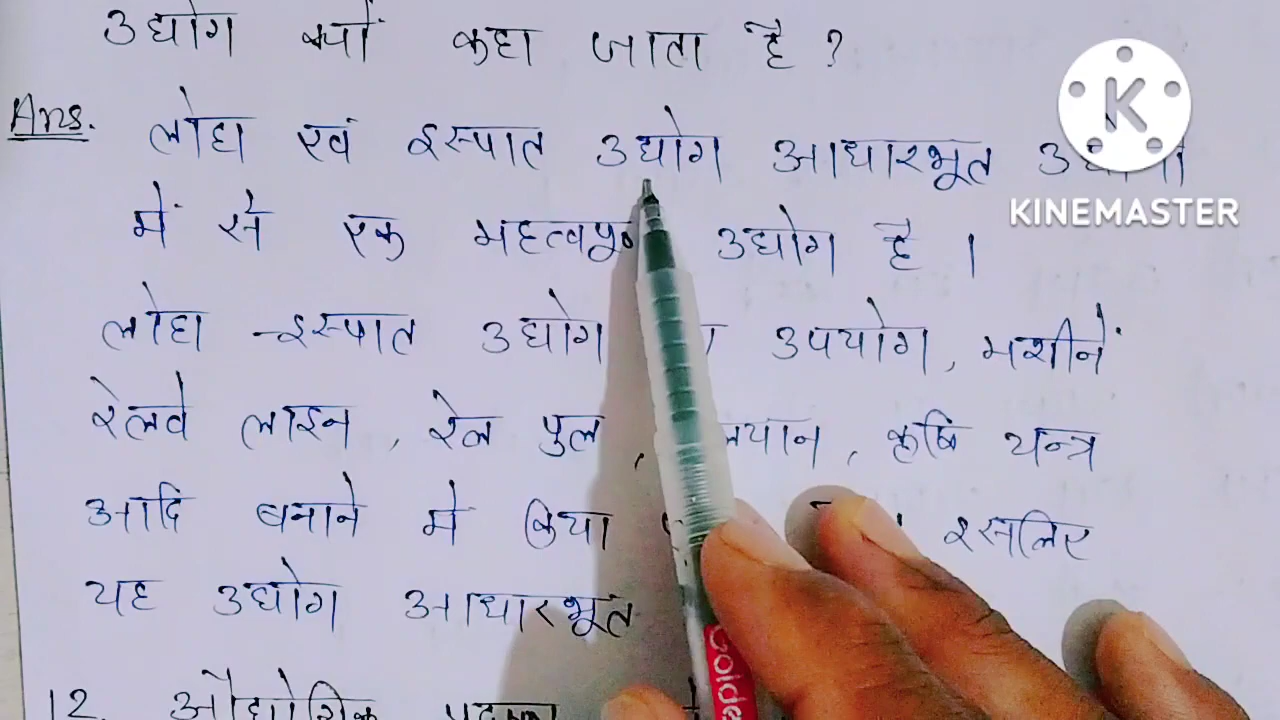 उद्योग क्यों कहा जाता है ?
Ans. लोहा एवं इस्पात उद्योग आधारभूत
में से एक उद्योग है ।
लोहा -इस्पात उद्योग उपयोग, मशीनें
रेलवे लाइन, रेल पुल, कृषि यन्त्र
आदि बनाने में किया इसलिए
यह उद्योग आधारभूत
12. औद्योगिक
K
KINEMASTER
Golde